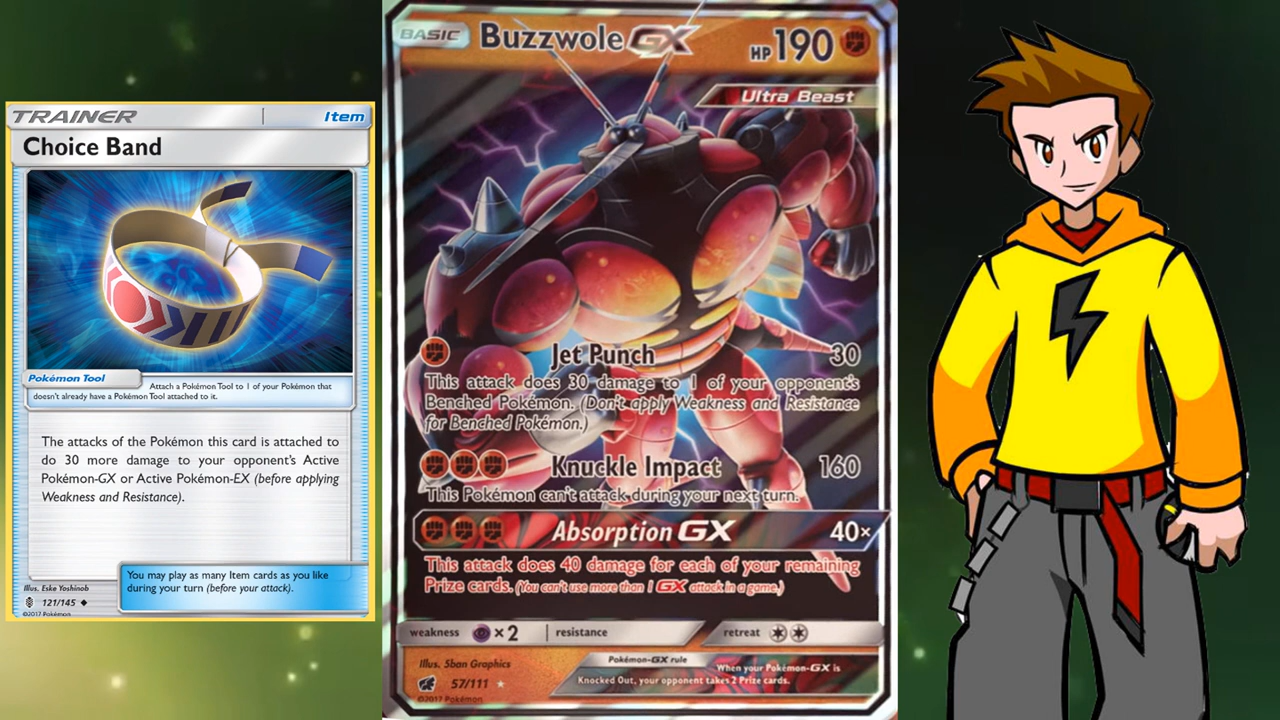 TRAINER
Item
Choice Band
Pokémon Tool
Attach a Pokémon Tool to 1 of your Pokémon that
doesn't already have a Pokémon Tool attached to it.
The attacks of the Pokémon this card is attached to
do 30 more damage to your opponent's Active
Pokémon-GX or Active Pokémon-EX (before applying
Weakness and Resistance).
You may play as many Item cards as you like
during your turn (before your attack).
Illus. Eske Yoshinob
121/145
©2017 Pokémon
BASIC
Buzzwole GX
HP 190
Ultra Beast
Jet Punch 30
This attack does 30 damage to 1 of your opponent's
Benched Pokémon. (Don't apply Weakness and Resistance
for Benched Pokémon.)
Knuckle Impact 160
This Pokémon can't attack during your next turn.
Absorption GX 40×
This attack does 40 damage for each of your remaining
Prize cards. (You can't use more than 1 GX attack in a game.)
weakness ×2 resistance retreat
Illus. 5ban Graphics
57/111
©2017 Pokémon
Pokémon-GX rule
When your Pokémon-GX is
Knocked Out, your opponent takes 2 Prize cards.